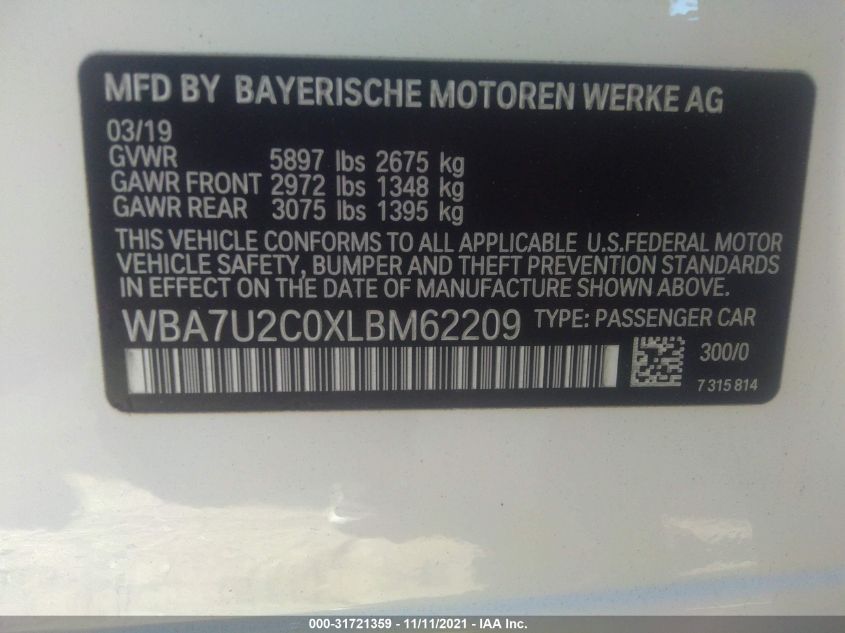 MFD BY BAYERISCHE MOTOREN WERKE AG
03/19
GVWR 5897 lbs 2675 kg
GAWR FRONT 2972 lbs 1348 kg
GAWR REAR 3075 lbs 1395 kg
THIS VEHICLE CONFORMS TO ALL APPLICABLE U.S.FEDERAL MOTOR
VEHICLE SAFETY, BUMPER AND THEFT PREVENTION STANDARDS
IN EFFECT ON THE DATE OF MANUFACTURE SHOWN ABOVE.
WBA7U2C0XLBM62209 TYPE: PASSENGER CAR
300/0
7 315 814
000-31721359 - 11/11/2021 - IAA Inc.